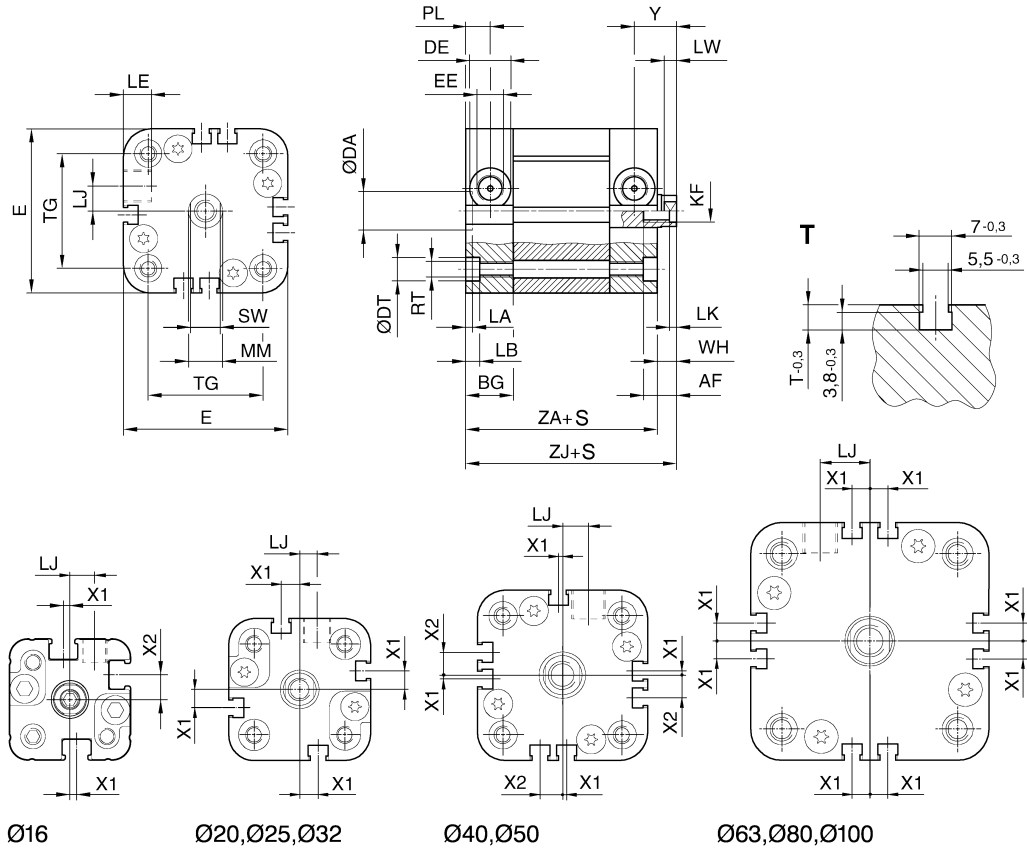 PL
Y
DE
LW
LE
EE
ØDA
KF
E
TG
LJ
T
7-0,3
5,5-0,3
ØDT
RT
SW
LA
LK
MM
LB
WH
T-0,3
3,8-0,3
TG
BG
AF
E
ZA+S
ZJ+S
LJ
X1
X1
LJ
LJ
X1
LJ
X1
X1
X2
X1
X2
X1
X1
X1
X1
X1
X1
X2
X1
X1
X1
X1
X2
X1
X1
X1
Ø16
Ø20,Ø25,Ø32
Ø40,Ø50
Ø63,Ø80,Ø100